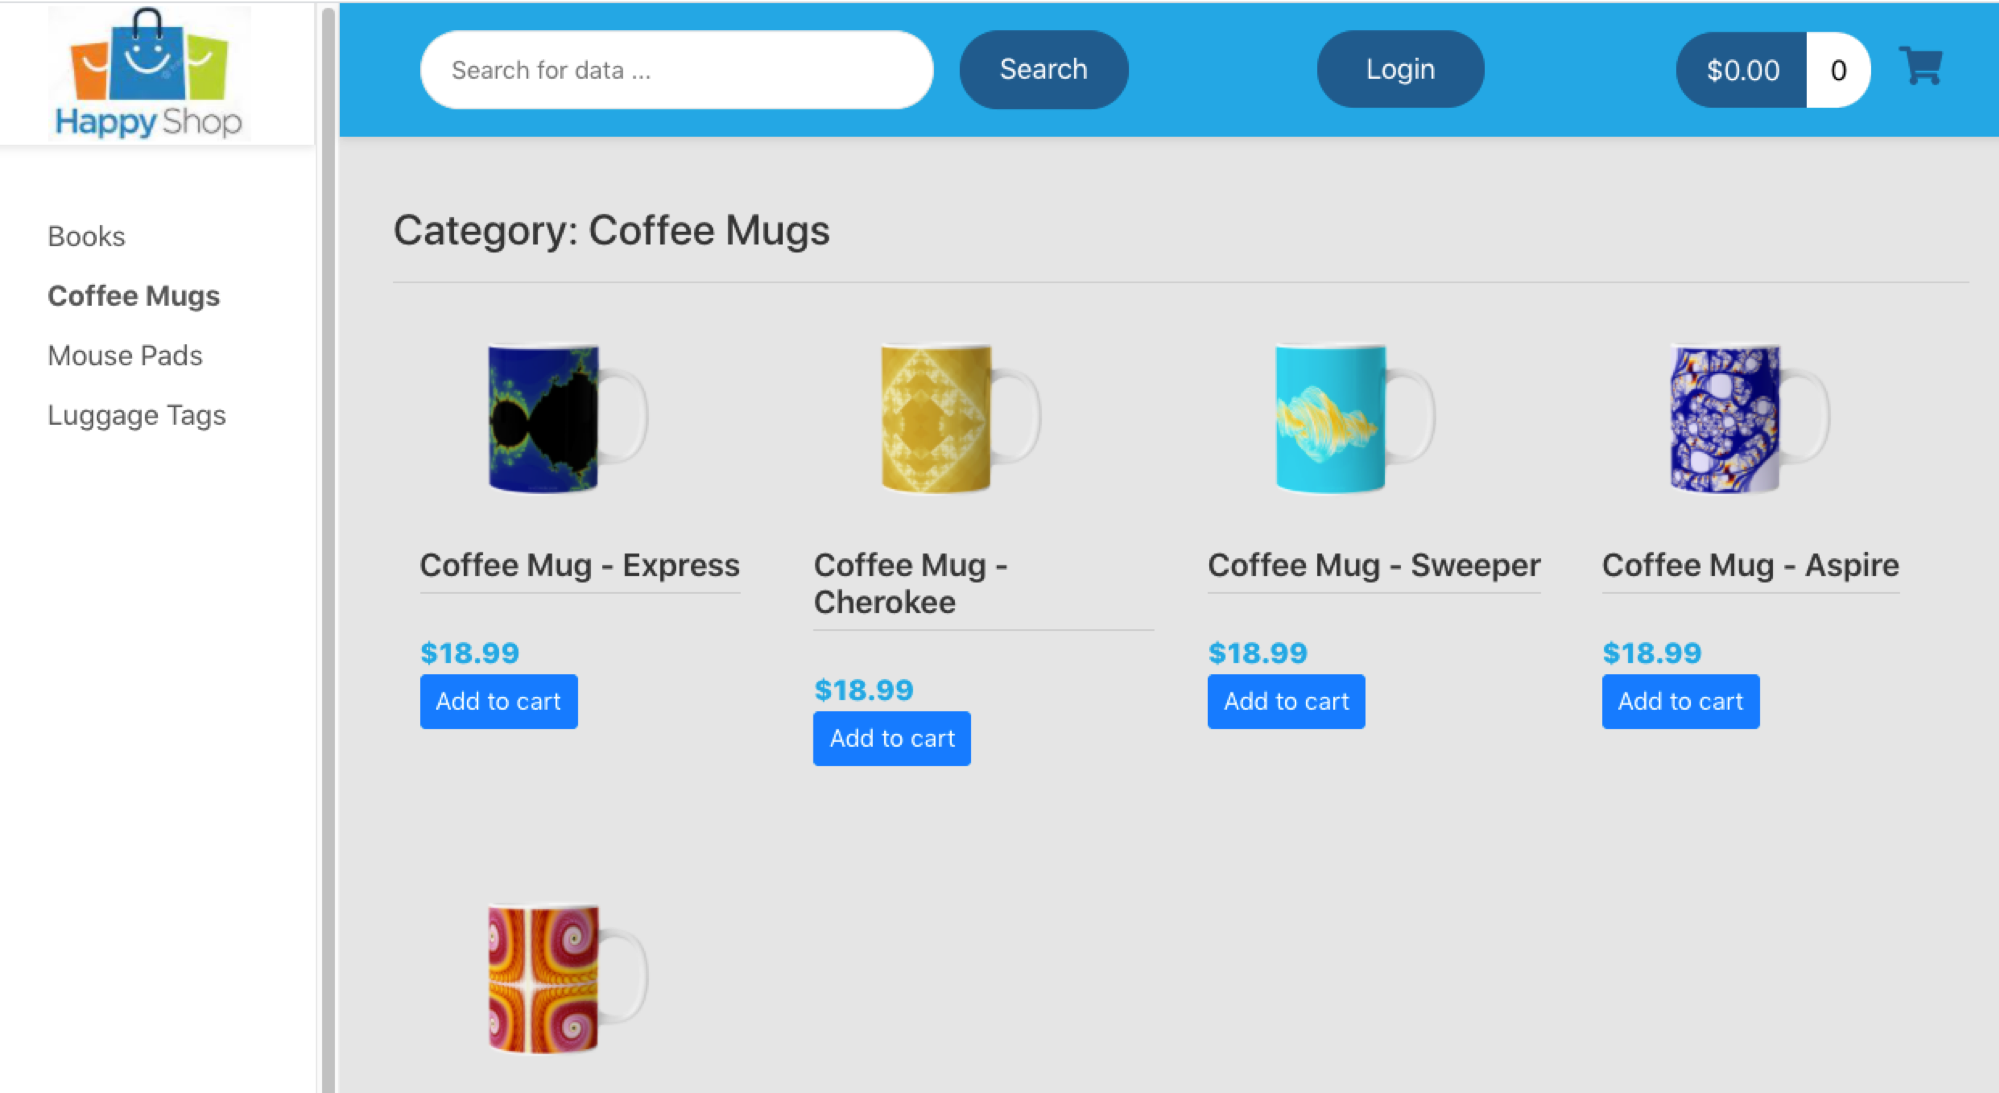 Happy Shop
Search for data ...
Search
Login
$0.00
0
Books
Coffee Mugs
Mouse Pads
Luggage Tags
Category: Coffee Mugs
Coffee Mug - Express
$18.99
Add to cart
Coffee Mug -
Cherokee
$18.99
Add to cart
Coffee Mug - Sweeper
$18.99
Add to cart
Coffee Mug - Aspire
$18.99
Add to cart